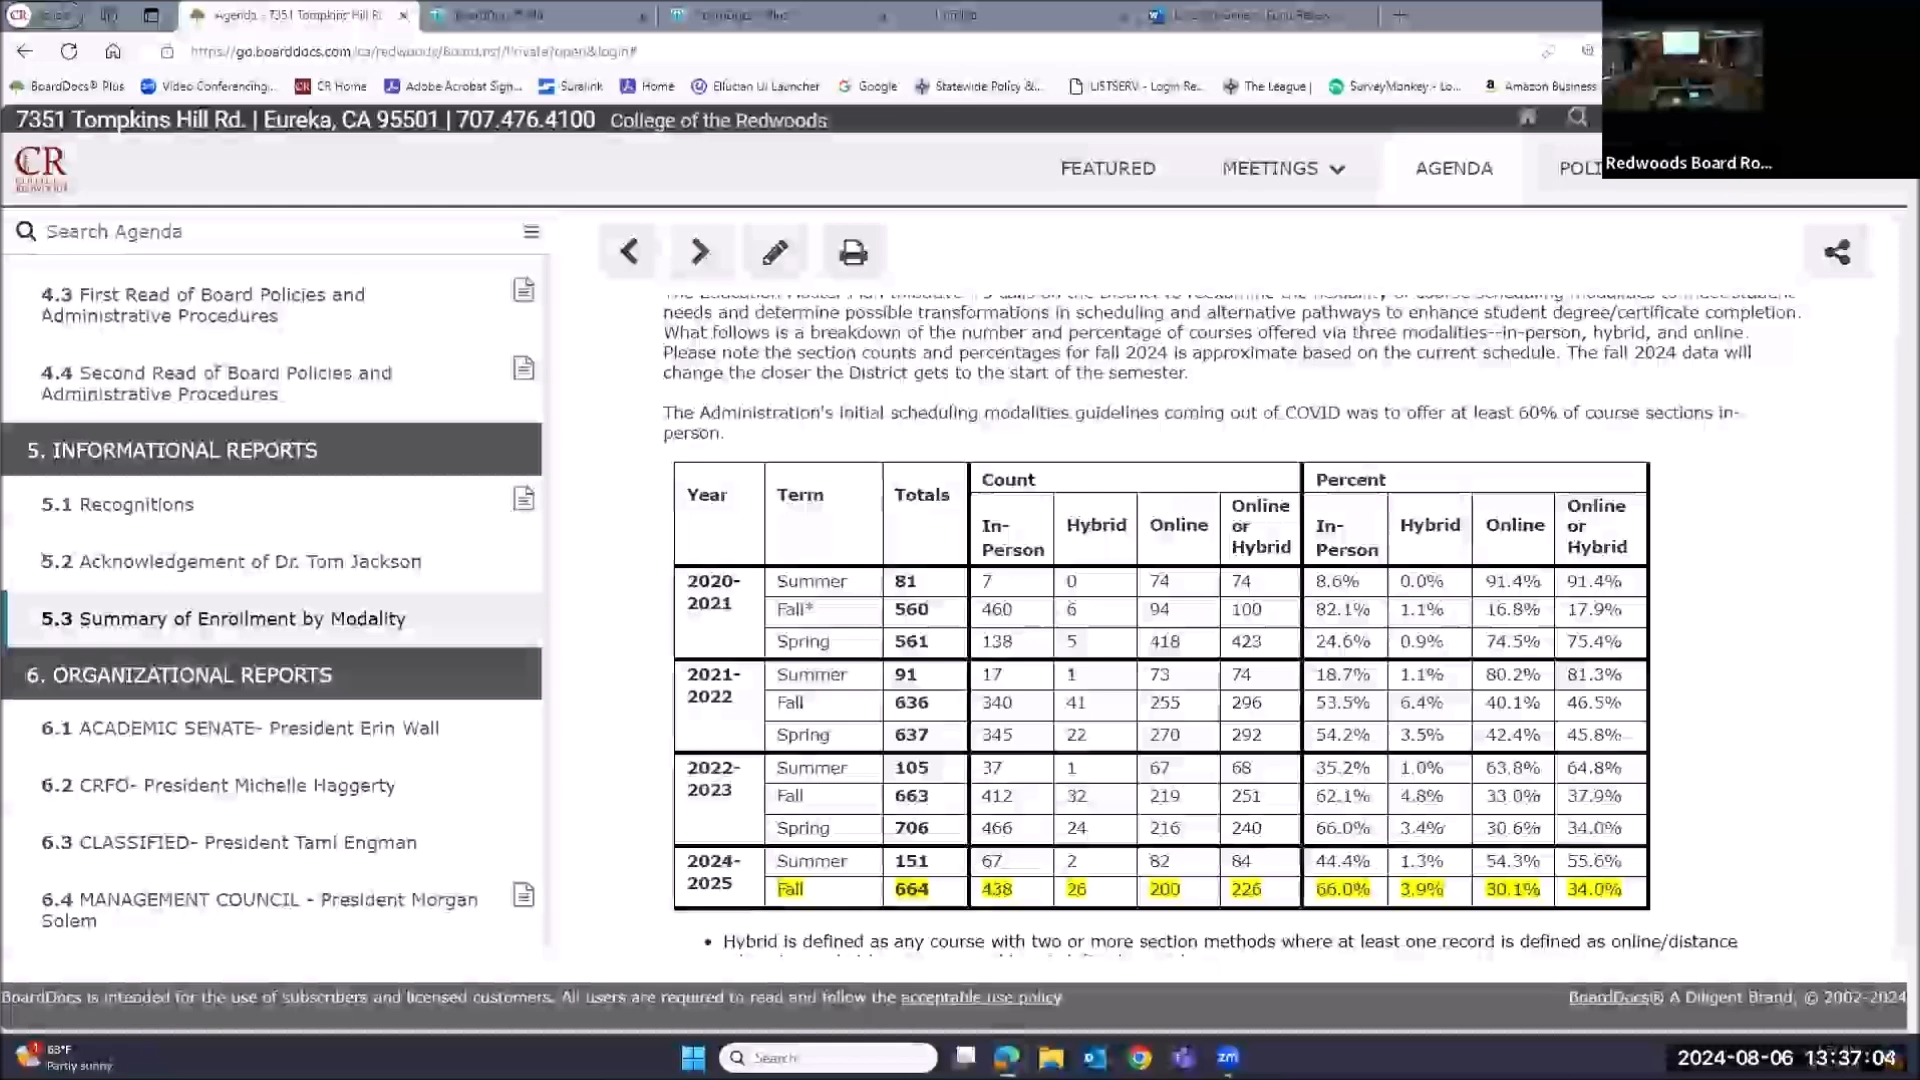 Agenda - 7351 Tompkins Hill Rd
https://go.boarddocs.com/ca/redwoods/Board.nsf/Private?open&login#
BoardDocs® Plus Video Conferencing... CR Home Adobe Acrobat Sign... Suralink Home Ellucian UI Launcher Google Statewide Policy &... LISTSERV - Login Re... The League | SurveyMonkey - Lo... Amazon Business
7351 Tompkins Hill Rd. | Eureka, CA 95501 | 707.476.4100 College of the Redwoods
Redwoods Board Ro...
CR
FEATURED MEETINGS AGENDA POLI
Search Agenda
4.3 First Read of Board Policies and
Administrative Procedures
4.4 Second Read of Board Policies and
Administrative Procedures
5. INFORMATIONAL REPORTS
5.1 Recognitions
5.2 Acknowledgement of Dr. Tom Jackson
5.3 Summary of Enrollment by Modality
6. ORGANIZATIONAL REPORTS
6.1 ACADEMIC SENATE- President Erin Wall
6.2 CRFO- President Michelle Haggerty
6.3 CLASSIFIED- President Tami Engman
6.4 MANAGEMENT COUNCIL - President Morgan
Solem
needs and determine possible transformations in scheduling and alternative pathways to enhance student degree/certificate completion.
What follows is a breakdown of the number and percentage of courses offered via three modalities--in-person, hybrid, and online.
Please note the section counts and percentages for fall 2024 is approximate based on the current schedule. The fall 2024 data will
change the closer the District gets to the start of the semester.
The Administration's initial scheduling modalities guidelines coming out of COVID was to offer at least 60% of course sections in-
person.
Year Term Totals Count Percent
In-Person Hybrid Online Online or Hybrid In-Person Hybrid Online Online or Hybrid
2020-2021 Summer 81 7 0 74 74 8.6% 0.0% 91.4% 91.4%
Fall* 560 460 6 94 100 82.1% 1.1% 16.8% 17.9%
Spring 561 138 5 418 423 24.6% 0.9% 74.5% 75.4%
2021-2022 Summer 91 17 1 73 74 18.7% 1.1% 80.2% 81.3%
Fall 636 340 41 255 296 53.5% 6.4% 40.1% 46.5%
Spring 637 345 22 270 292 54.2% 3.5% 42.4% 45.8%
2022-2023 Summer 105 37 1 67 68 35.2% 1.0% 63.8% 64.8%
Fall 663 412 32 219 251 62.1% 4.8% 33.0% 37.9%
Spring 706 466 24 216 240 66.0% 3.4% 30.6% 34.0%
2024-2025 Summer 151 67 2 82 84 44.4% 1.3% 54.3% 55.6%
Fall 664 438 26 200 226 66.0% 3.9% 30.1% 34.0%
• Hybrid is defined as any course with two or more section methods where at least one record is defined as online/distance
BoardDocs is intended for the use of subscribers and licensed customers. All users are required to read and follow the acceptable use policy
BoardDocs® A Diligent Brand, © 2002-2024
63°F
Partly sunny
Search
2024-08-06 13:37:04